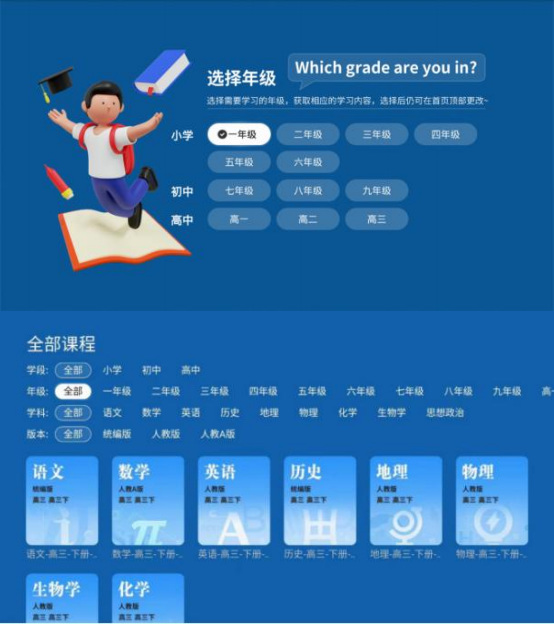 选择年级
Which grade are you in?
选择需要学习的年级，获取相应的学习内容，选择后仍可在首页顶部更改~
小学 一年级 二年级 三年级 四年级
五年级 六年级
初中 七年级 八年级 九年级
高中 高一 高二 高三
全部课程
学段: 全部 小学 初中 高中
年级: 全部 一年级 二年级 三年级 四年级 五年级 六年级 七年级 八年级 九年级 高一
学科: 全部 语文 数学 英语 历史 地理 物理 化学 生物学 思想政治
版本: 全部 统编版 人教版 人教A版
语文
统编版
高三 高三下
语文-高三-下册-..
数学
人教A版
高三 高三下
π
数学-高三-下册-..
英语
人教版
高三 高三下
A
英语-高三-下册-..
历史
统编版
高三 高三下
历史-高三-下册-..
地理
人教版
高三 高三下
地理-高三-下册-..
物理
人教版
高三 高三下
物理-高三-下册-..
生物学
人教版
高三 高三下
化学
人教版
高三 高三下